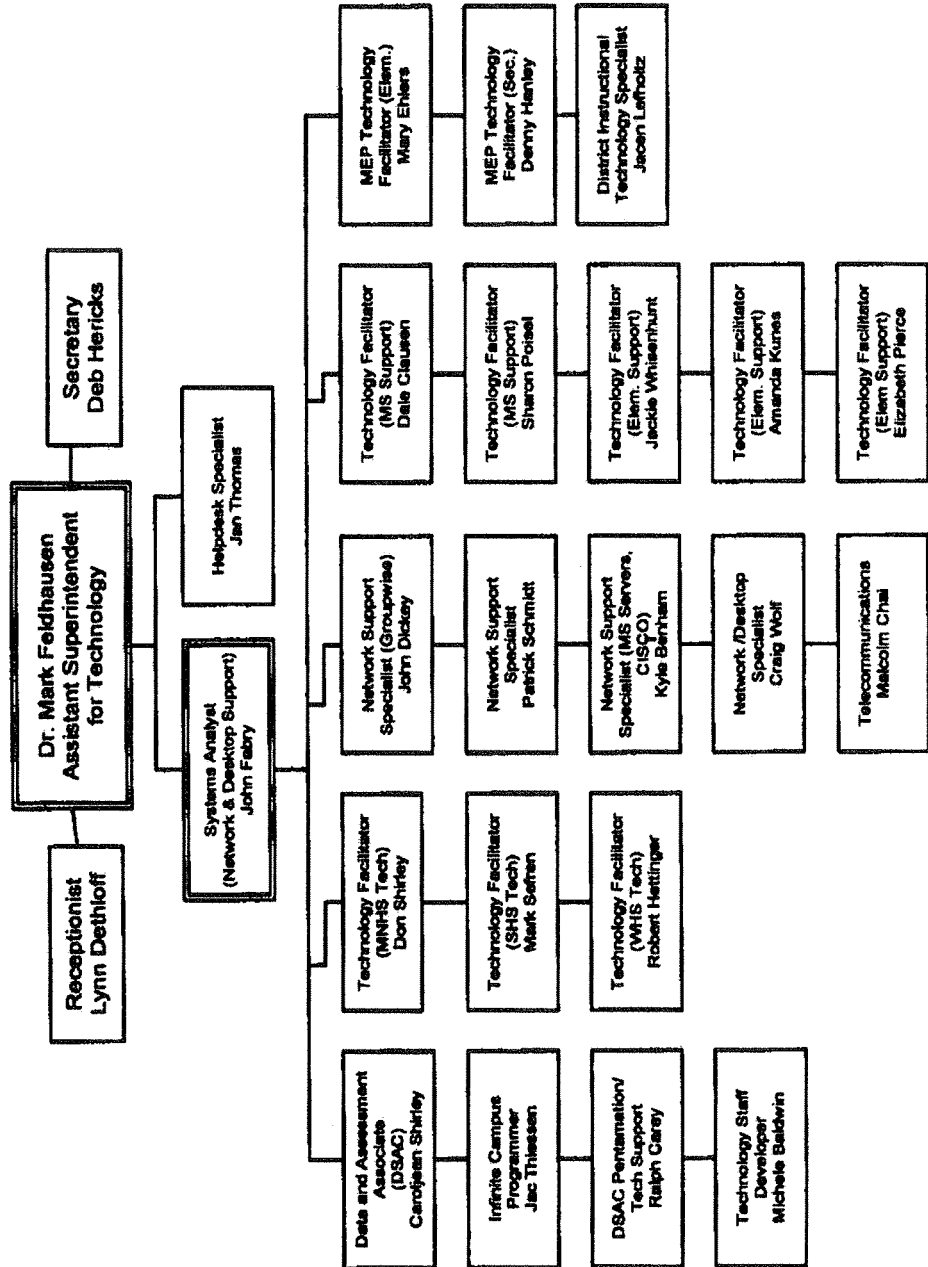 Dr. Mark Feldhausen
Assistant Superintendent
for Technology
Receptionist
Lynn Dethloff
Secretary
Deb Hericks
Systems Analyst
(Network & Desktop Support)
John Fabry
Helpdesk Specialist
Jan Thomas
Data and Assessment
Associate
(DSAC)
Caroljean Shirley
Infinite Campus
Programmer
Jac Thiessen
DSAC Pentamation/
Tech Support
Ralph Carey
Technology Staff
Developer
Michele Baldwin
Technology Facilitator
(MNHS Tech)
Don Shirley
Technology Facilitator
(SHS Tech)
Mark Safren
Technology Facilitator
(WHS Tech)
Robert Hettinger
Network Support
Specialist (Groupwise)
John Dickey
Network Support
Specialist
Patrick Schmidt
Network Support
Specialist (MS Servers,
CISCO)
Kyle Benham
Network /Desktop
Specialist
Craig Wolf
Telecommunications
Malcolm Chai
Technology Facilitator
(MS Support)
Dale Clausen
Technology Facilitator
(MS Support)
Sharon Poisel
Technology Facilitator
(Elem. Support)
Jackie Whisenhunt
Technology Facilitator
(Elem. Support)
Amanda Kunes
Technology Facilitator
(Elem Support)
Elizabeth Pierce
MEP Technology
Facilitator (Elem.)
Mary Ehlers
MEP Technology
Facilitator (Sec.)
Denny Hanley
District Instructional
Technology Specialist
Jacen Lefholtz